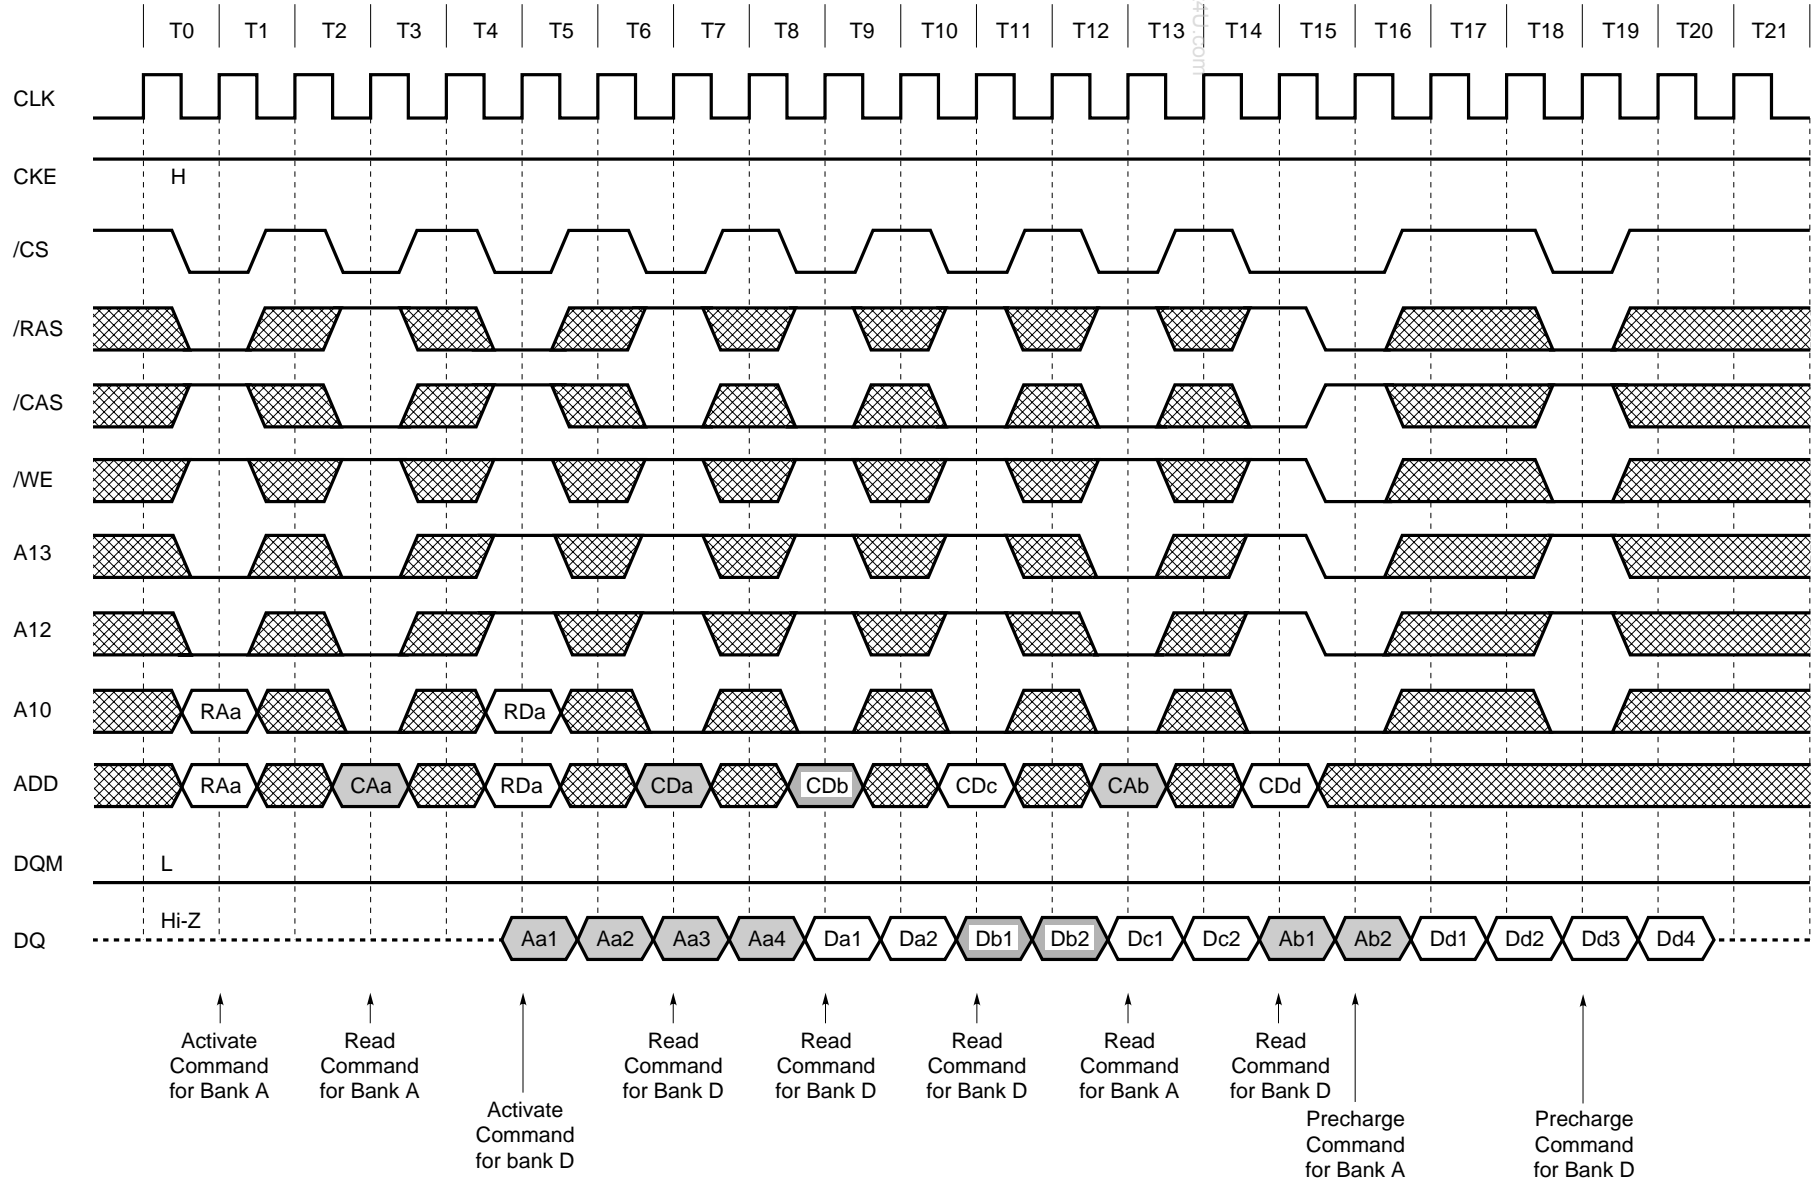 T0 T1 T2 T3 T4 T5 T6 T7 T8 T9 T10 T11 T12 T13 T14 T15 T16 T17 T18 T19 T20 T21
4U.com
CLK
CKE H
/CS
/RAS
/CAS
/WE
A13
A12
A10 RAa RDa
ADD RAa CAa RDa CDa CDb CDc CAb CDd
DQM L
Hi-Z
DQ Aa1 Aa2 Aa3 Aa4 Da1 Da2 Db1 Db2 Dc1 Dc2 Ab1 Ab2 Dd1 Dd2 Dd3 Dd4
Activate
Command
for Bank A
Read
Command
for Bank A
Activate
Command
for bank D
Read
Command
for Bank D
Read
Command
for Bank D
Read
Command
for Bank D
Read
Command
for Bank A
Read
Command
for Bank D
Precharge
Command
for Bank A
Precharge
Command
for Bank D